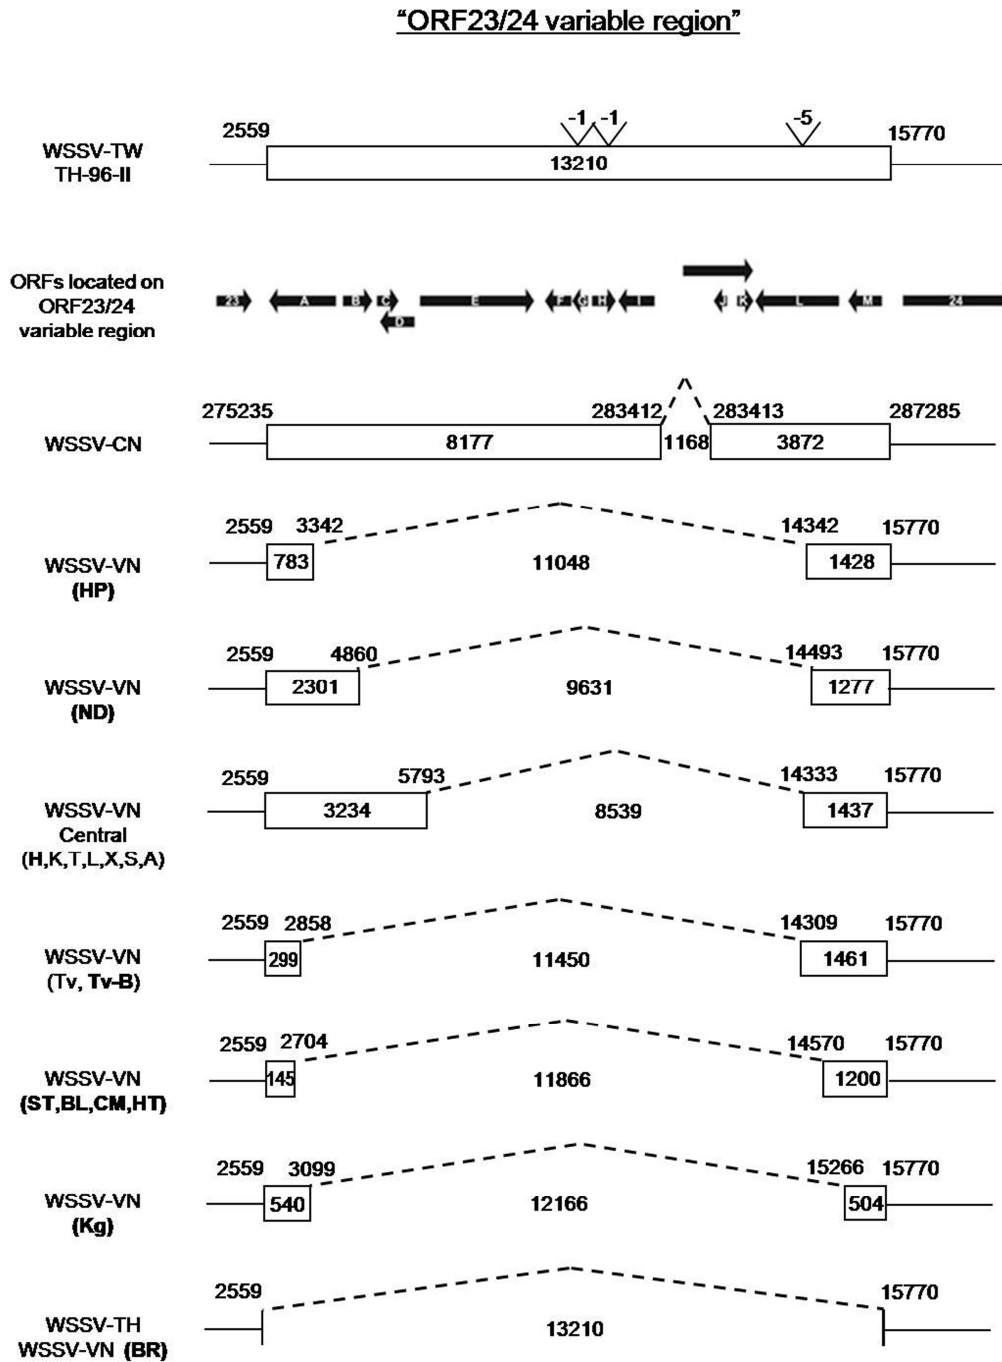 “ORF23/24 variable region”
-1 -1 -5
2559 15770
WSSV-TW
TH-96-II
13210
ORFs located on
ORF23/24
variable region
23 A B C E F G H I J K L M 24
D
275235 283412 283413 287285
WSSV-CN
8177 1168 3872
2559 3342 14342 15770
WSSV-VN
(HP)
783 11048 1428
2559 4860 14493 15770
WSSV-VN
(ND)
2301 9631 1277
2559 5793 14333 15770
WSSV-VN
Central
(H,K,T,L,X,S,A)
3234 8539 1437
2559 2858 14309 15770
WSSV-VN
(Tv, Tv-B)
299 11450 1461
2559 2704 14570 15770
WSSV-VN
(ST,BL,CM,HT)
145 11866 1200
2559 3099 15266 15770
WSSV-VN
(Kg)
540 12166 504
2559 15770
WSSV-TH
WSSV-VN (BR)
13210